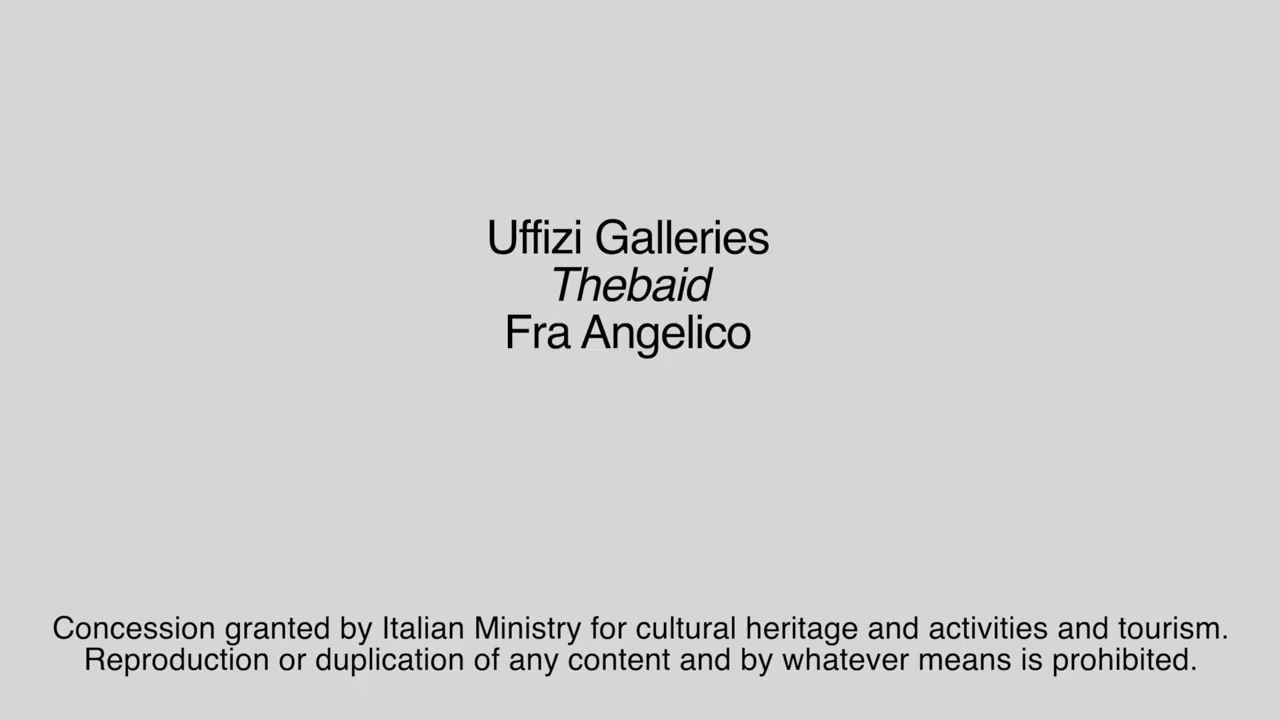 Uffizi Galleries
Thebaid
Fra Angelico
Concession granted by Italian Ministry for cultural heritage and activities and tourism.
Reproduction or duplication of any content and by whatever means is prohibited.